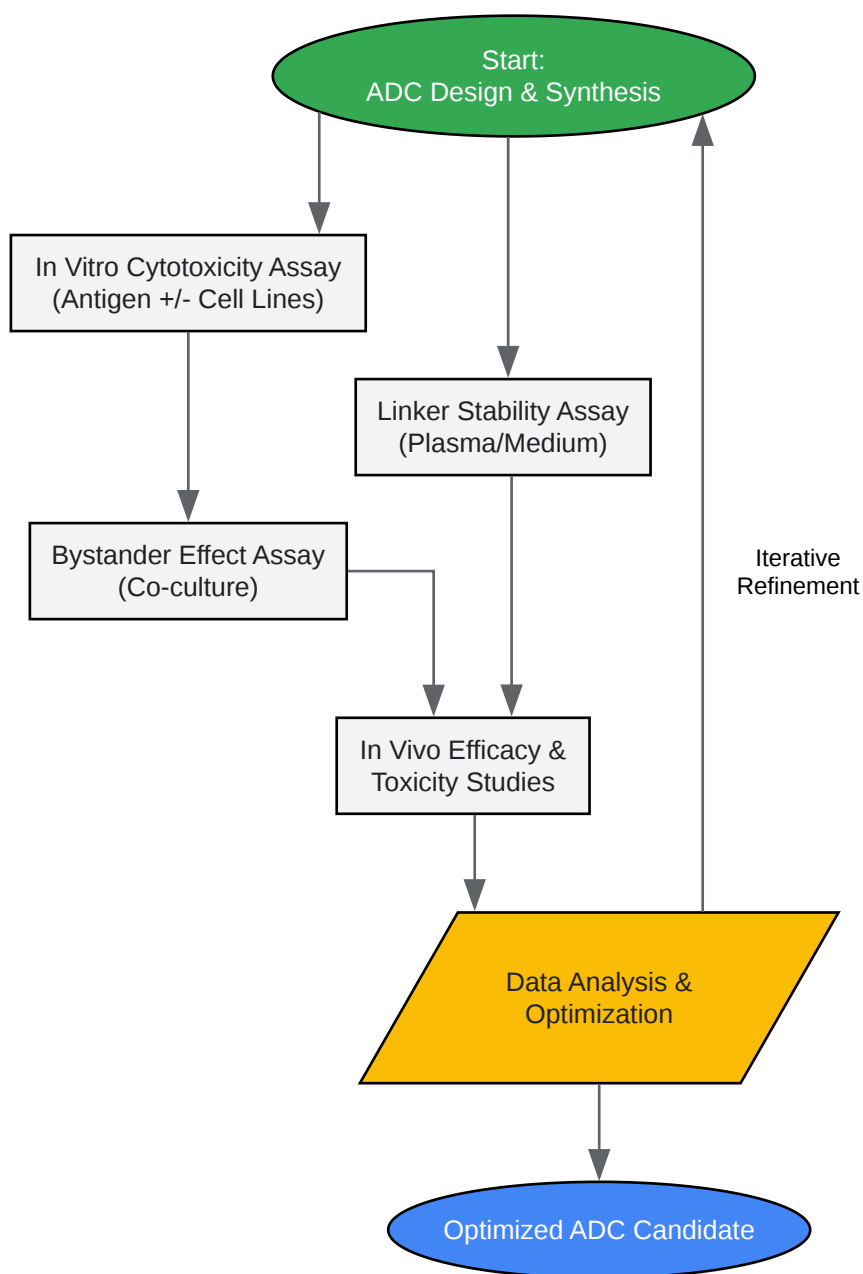 Start:
ADC Design & Synthesis
In Vitro Cytotoxicity Assay
(Antigen +/- Cell Lines)
Linker Stability Assay
(Plasma/Medium)
Bystander Effect Assay
(Co-culture)
Iterative
Refinement
In Vivo Efficacy &
Toxicity Studies
Data Analysis &
Optimization
Optimized ADC Candidate